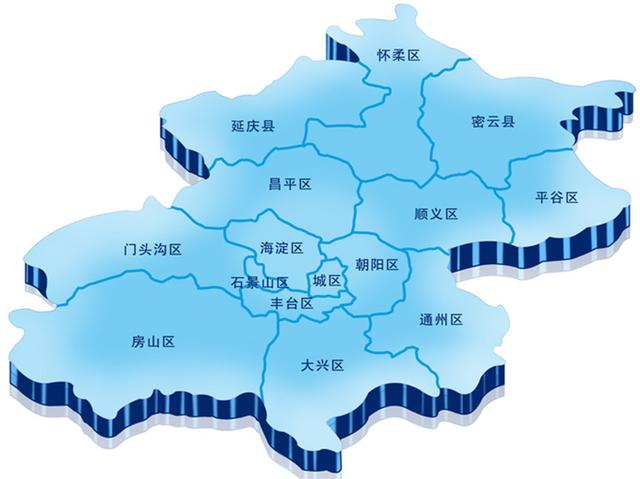 怀柔区
延庆县
密云县
昌平区
顺义区
平谷区
门头沟区
海淀区
朝阳区
石景山区
城区
丰台区
通州区
房山区
大兴区